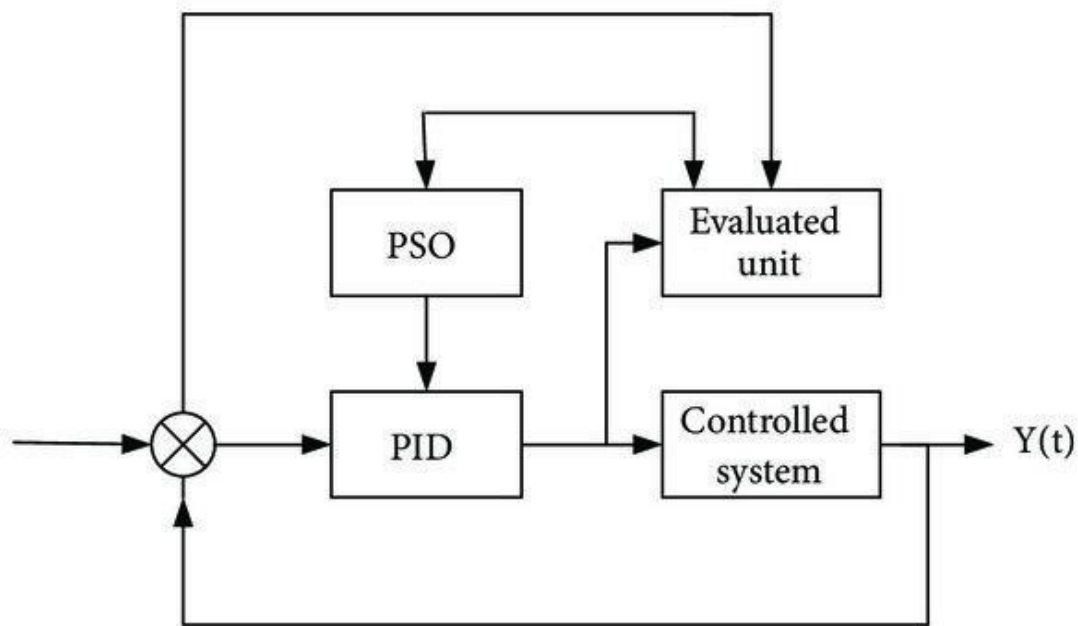 PSO
Evaluated
unit
PID
Controlled
system
Y(t)